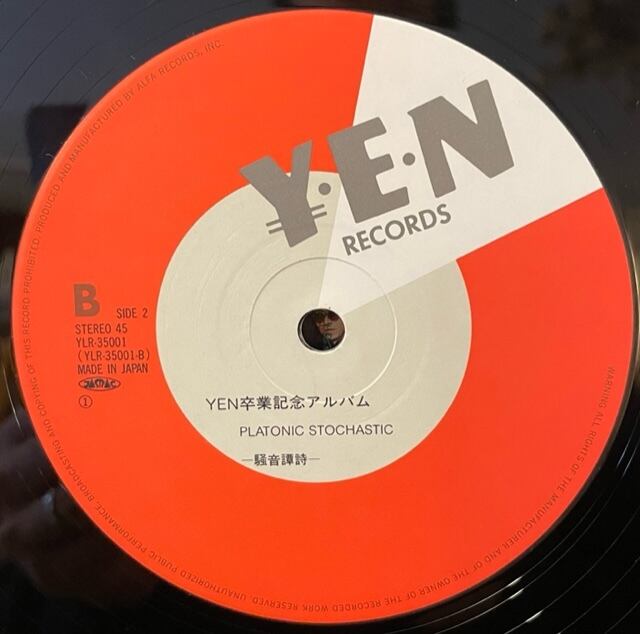 ¥·E·N
RECORDS
B SIDE 2
STEREO 45
YLR-35001
(YLR-35001-B)
MADE IN JAPAN
JASRAC
①
YEN卒業記念アルバム
PLATONIC STOCHASTIC
—騒音譚詩—
WARNING ALL RIGHTS OF THE MANUFACTURER AND OF THE OWNER OF THE RECORDED WORK RESERVED. UNAUTHORIZED PUBLIC PERFORMANCE, BROADCASTING AND COPYING OF THIS RECORD PROHIBITED. PRODUCED AND MANUFACTURED BY ALFA RECORDS, INC.